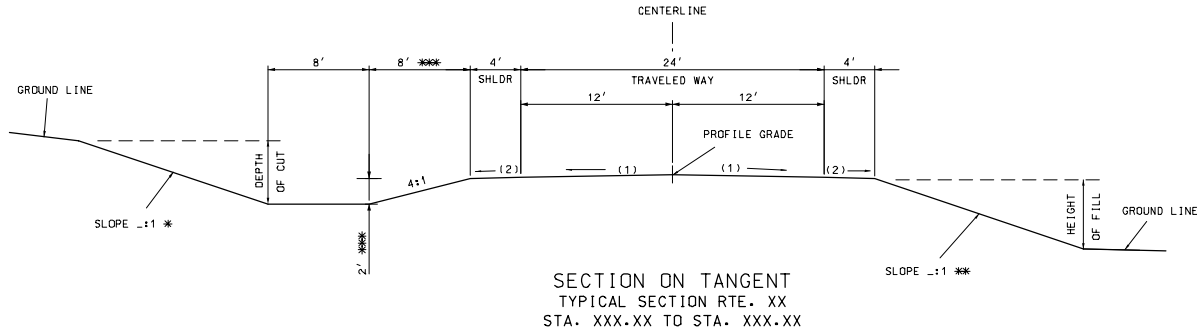 CENTERLINE
8' 8' *** 4' 24' 4'
SHLDR TRAVELED WAY SHLDR
GROUND LINE
12' 12'
PROFILE GRADE
DEPTH
OF CUT
4:1
(2) (1) (1) (2)
HEIGHT
OF FILL
GROUND LINE
SLOPE _:1 *
2' ***
SLOPE _:1 **
SECTION ON TANGENT
TYPICAL SECTION RTE. XX
STA. XXX.XX TO STA. XXX.XX